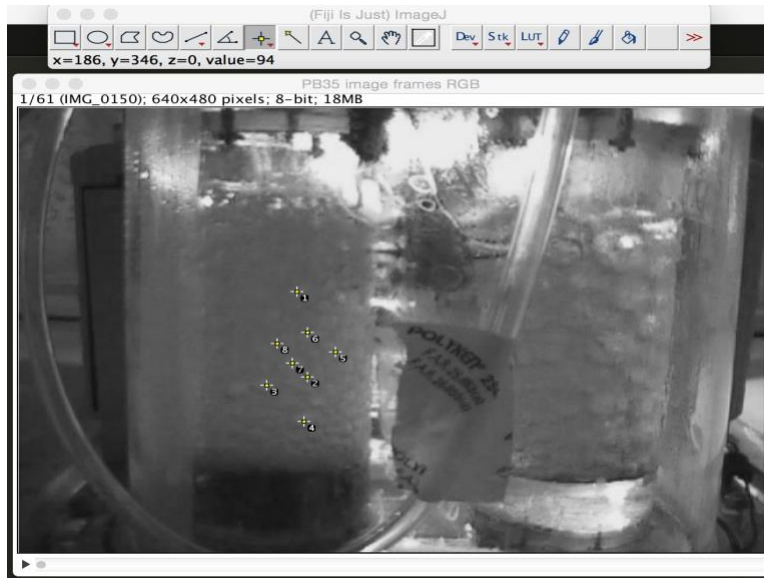 (Fiji Is Just) ImageJ
A Dev Stk LUT >>
x=186, y=346, z=0, value=94
PB35 image frames RGB
1/61 (IMG_0150); 640x480 pixels; 8-bit; 18MB
1
6
8
5
7
2
3
4